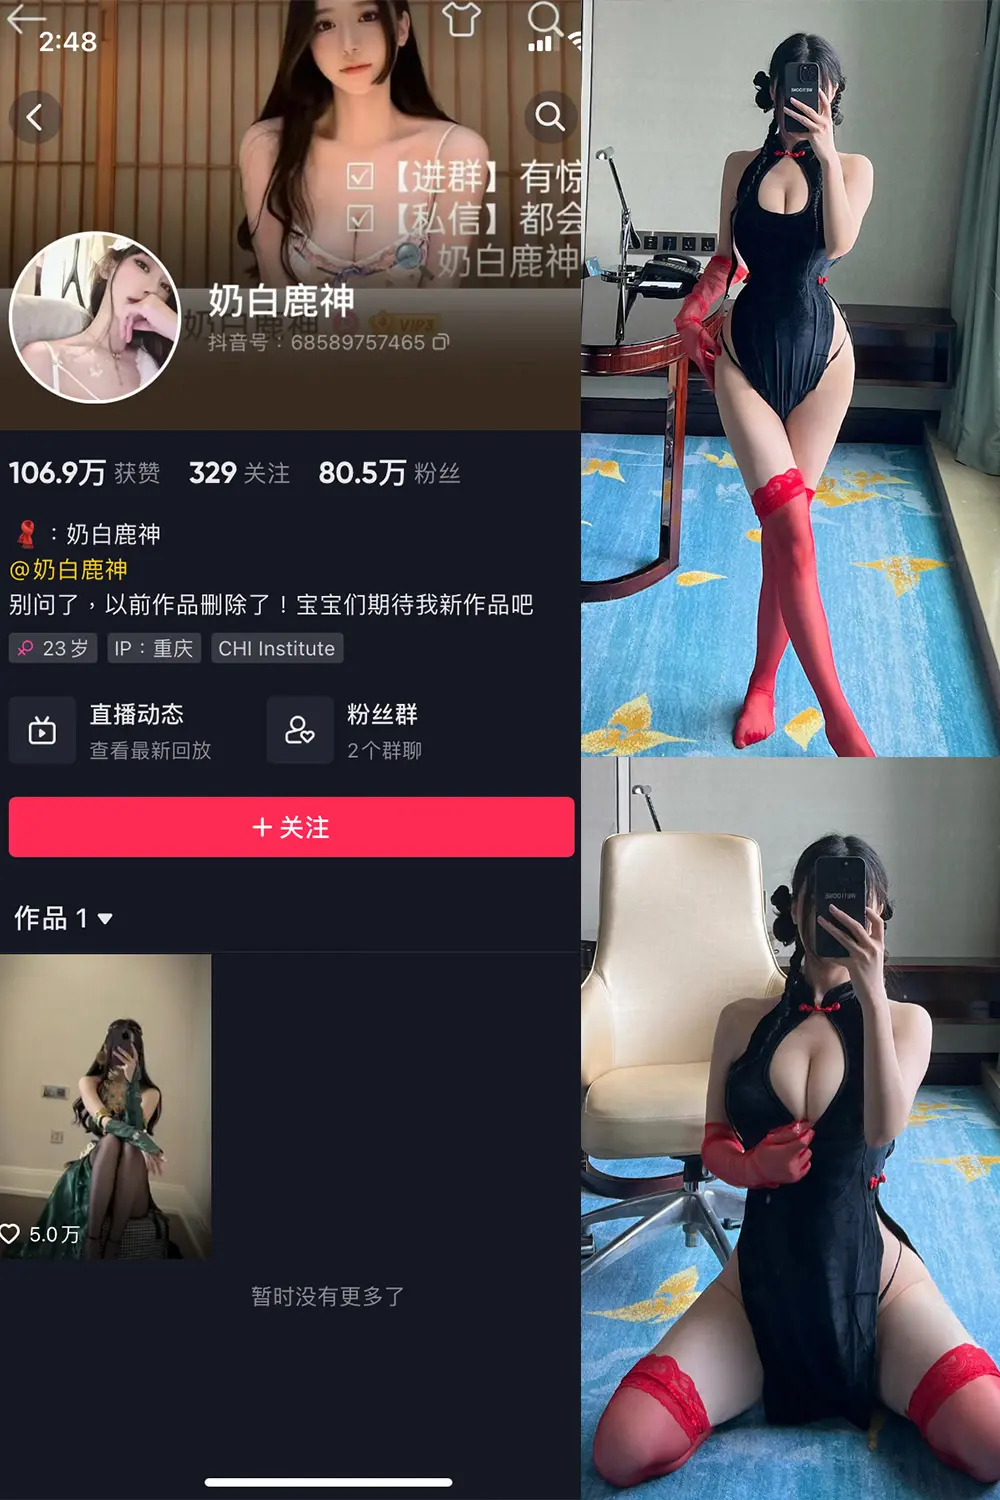 2:48
☑【进群】有惊
☑【私信】都会
奶白鹿神
奶白鹿神
抖音号：68589757465
106.9万 获赞 329 关注 80.5万 粉丝
：奶白鹿神
@奶白鹿神
别问了，以前作品删除了！宝宝们期待我新作品吧
23岁 IP：重庆 CHI Institute
直播动态
查看最新回放
粉丝群
2个群聊
+关注
作品 1
5.0万
暂时没有更多了